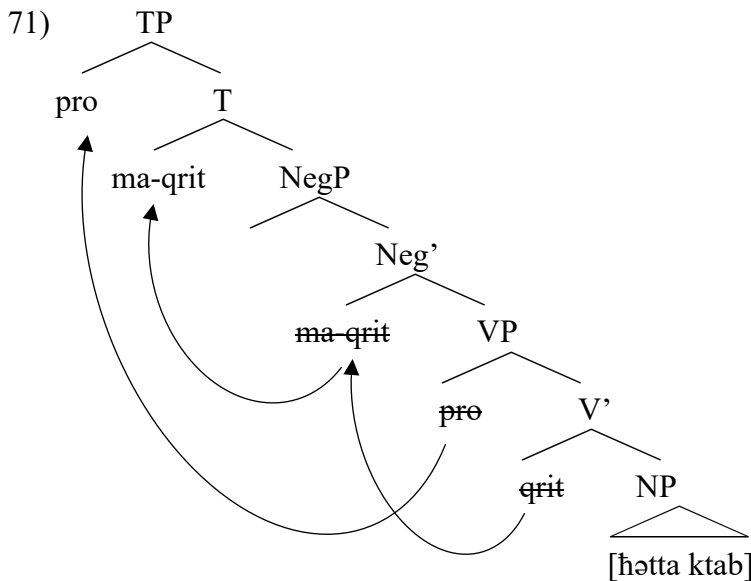 71) TP
pro T
ma-qrit NegP
Neg’
ma-qrit VP
pro V’
qrit NP
[ħətta ktab]